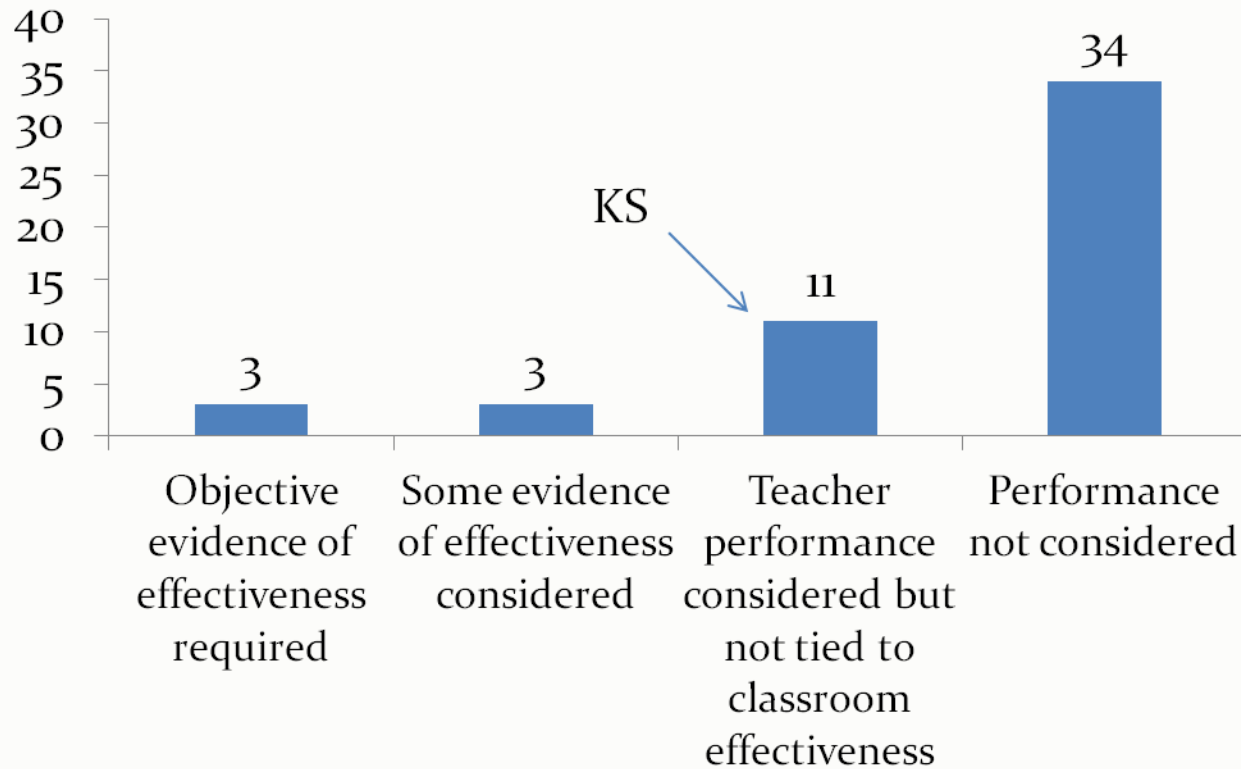 40
35
30
25
20
15
10
5
0
34
KS
11
3
3
Objective
evidence of
effectiveness
required
Some evidence
of effectiveness
considered
Teacher
performance
considered but
not tied to
classroom
effectiveness
Performance
not considered